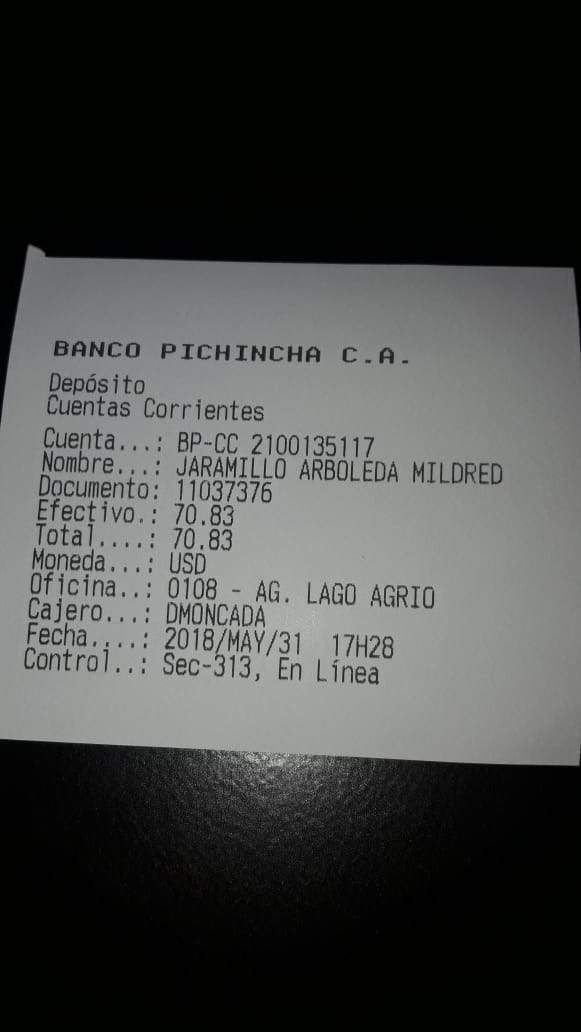 BANCO PICHINCHA C.A.
Depósito
Cuentas Corrientes
Cuenta...: BP-CC 2100135117
Nombre...: JARAMILLO ARBOLEDA MILDRED
Documento: 11037376
Efectivo.: 70.83
Total....: 70.83
Moneda...: USD
Oficina..: 0108 - AG. LAGO AGRIO
Cajero...: DMONCADA
Fecha....: 2018/MAY/31 17H28
Control..: Sec-313, En Línea